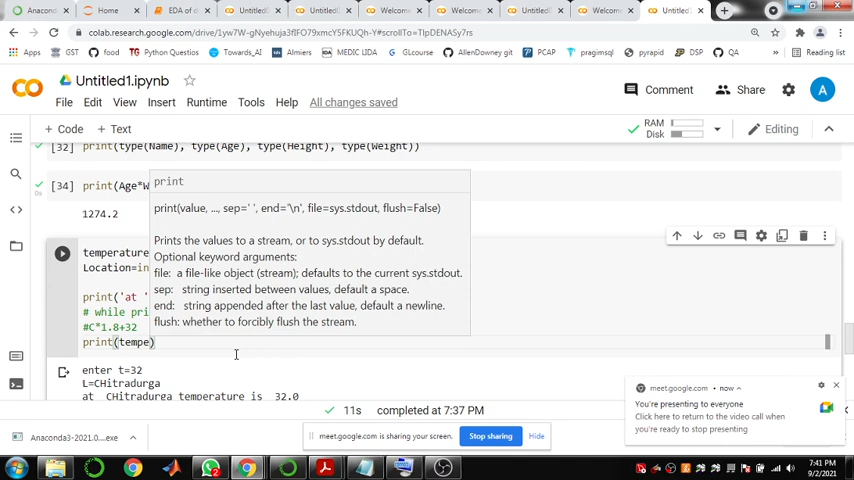 Anaconda
Home
EDA of d
Untitled
Untitled
Welcome
Welcome
Untitled
Welcome
Untitled
colab.research.google.com/drive/1yw7W-gNyehau3fJFO79xmcY5FKUQh-Y#scrollTo=TlpDENASy7rs
Apps GST food TG Python Questions Towards_AI Almiers MEDIC LIDA COURSES AllenDowney git PCAP pragimsql pyrapid DSP QA Reading list
Untitled1.ipynb
Comment Share A
File Edit View Insert Runtime Tools Help All changes saved
+ Code + Text RAM Disk Editing
[32] print(type(Name), type(Age), type(Height), type(Weight))
print
[34] print(Age*W
print(value, ..., sep=' ', end='\n', file=sys.stdout, flush=False)
1274.2
Prints the values to a stream, or to sys.stdout by default.
Optional keyword arguments:
file: a file-like object (stream); defaults to the current sys.stdout.
sep: string inserted between values, default a space.
end: string appended after the last value, default a newline.
flush: whether to forcibly flush the stream.
temperature
Location=in
print('at '
# while pri
#C*1.8+32
print(tempe)
enter t=32
L=CHitradurga
at CHitradurga temperature is 32.0
11s completed at 7:37 PM
meet.google.com • now
You're presenting to everyone
Click here to return to the video call when
you're ready to stop presenting
Anaconda3-2021.0....exe
meet.google.com is sharing your screen. Stop sharing Hide
Show all
7:41 PM
9/2/2021